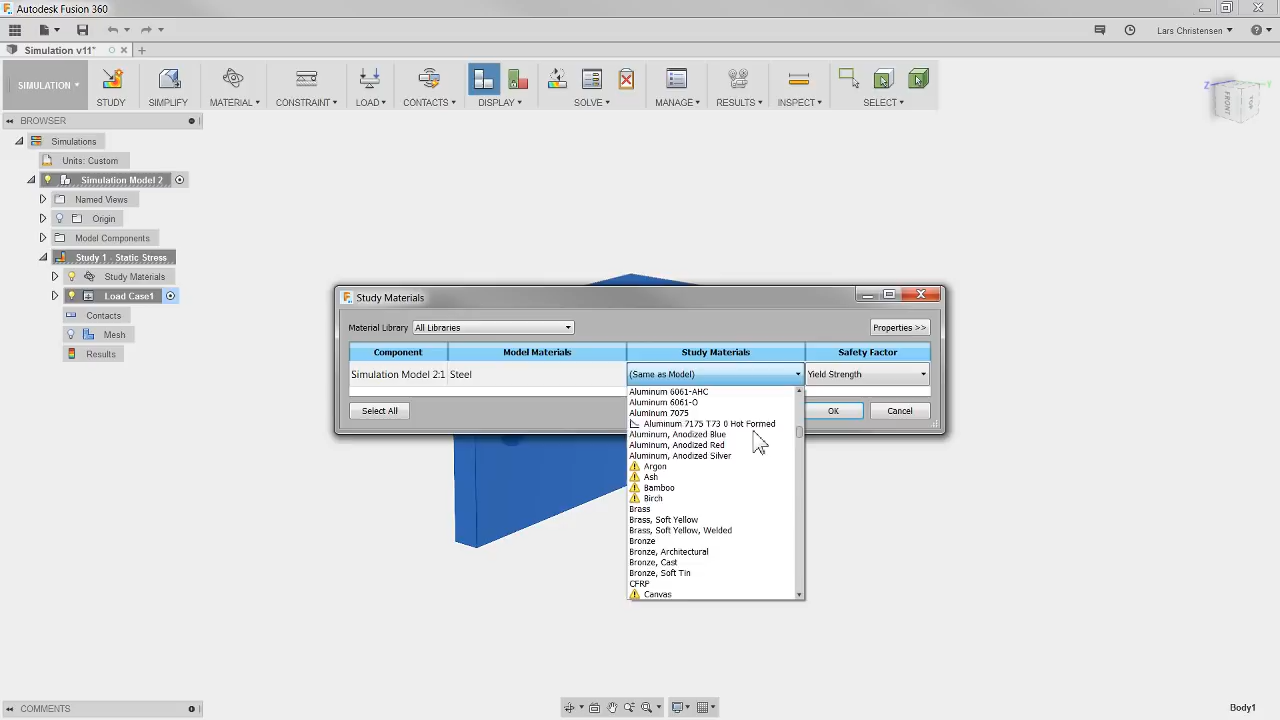 Autodesk Fusion 360
Lars Christensen
Simulation v11*
SIMULATION
STUDY
SIMPLIFY
MATERIAL
CONSTRAINT
LOAD
CONTACTS
DISPLAY
SOLVE
MANAGE
RESULTS
INSPECT
SELECT
Z
Y
FRONT
TOP
BROWSER
Simulations
Units: Custom
Simulation Model 2
Named Views
Origin
Model Components
Study 1 - Static Stress
Study Materials
Load Case1
Contacts
Mesh
Results
Study Materials
Material Library All Libraries
Properties >>
Component Model Materials Study Materials Safety Factor
Simulation Model 2:1 Steel (Same as Model) Yield Strength
Select All
OK
Cancel
Aluminum 6061-AHC
Aluminum 6061-O
Aluminum 7075
Aluminum 7175 T73 0 Hot Formed
Aluminum, Anodized Blue
Aluminum, Anodized Red
Aluminum, Anodized Silver
Argon
Ash
Bamboo
Birch
Brass
Brass, Soft Yellow
Brass, Soft Yellow, Welded
Bronze
Bronze, Architectural
Bronze, Cast
Bronze, Soft Tin
CFRP
Canvas
COMMENTS
Body1